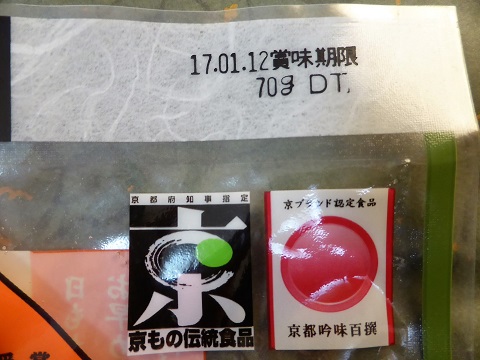 17.01.12賞味期限
70g DT.
京都府知事指定
京
京もの伝統食品
京ブランド認定食品
京都吟味百撰